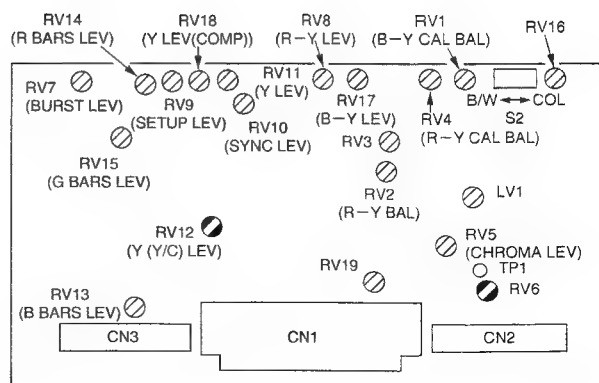 RV14
(R BARS LEV)
RV18
(Y LEV(COMP))
RV8
(R−Y LEV)
RV1
(B−Y CAL BAL)
RV16
RV7
(BURST LEV)
RV9
(SETUP LEV)
RV11
(Y LEV)
RV10
(SYNC LEV)
RV17
(B−Y LEV)
B/W COL
S2
RV4
(R−Y CAL BAL)
RV3
RV15
(G BARS LEV)
RV2
(R−Y BAL)
LV1
RV12
(Y (Y/C) LEV)
RV5
(CHROMA LEV)
TP1
RV19
RV6
RV13
(B BARS LEV)
CN3
CN1
CN2